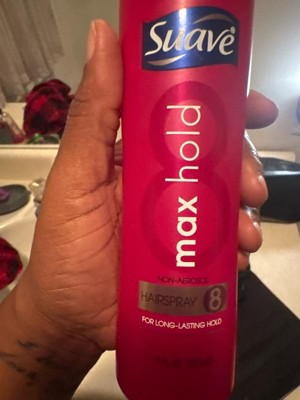 Suave
max hold
8
NON-AEROSOL
HAIRSPRAY 8
FOR LONG-LASTING HOLD